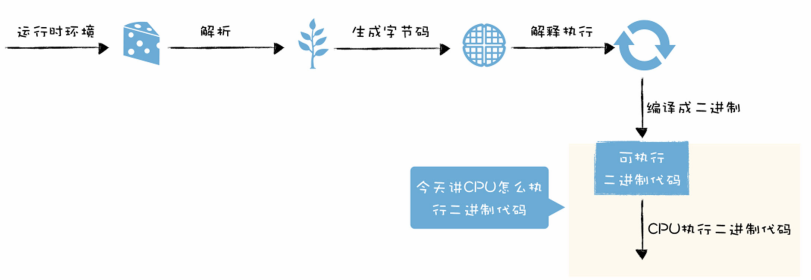 运行时环境
解析
生成字节码
解释执行
编译成二进制
可执行
二进制代码
今天讲CPU怎么执
行二进制代码
CPU执行二进制代码